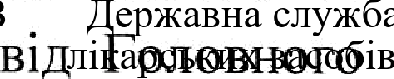 в Державна служба
від Головного
лікарських засобів